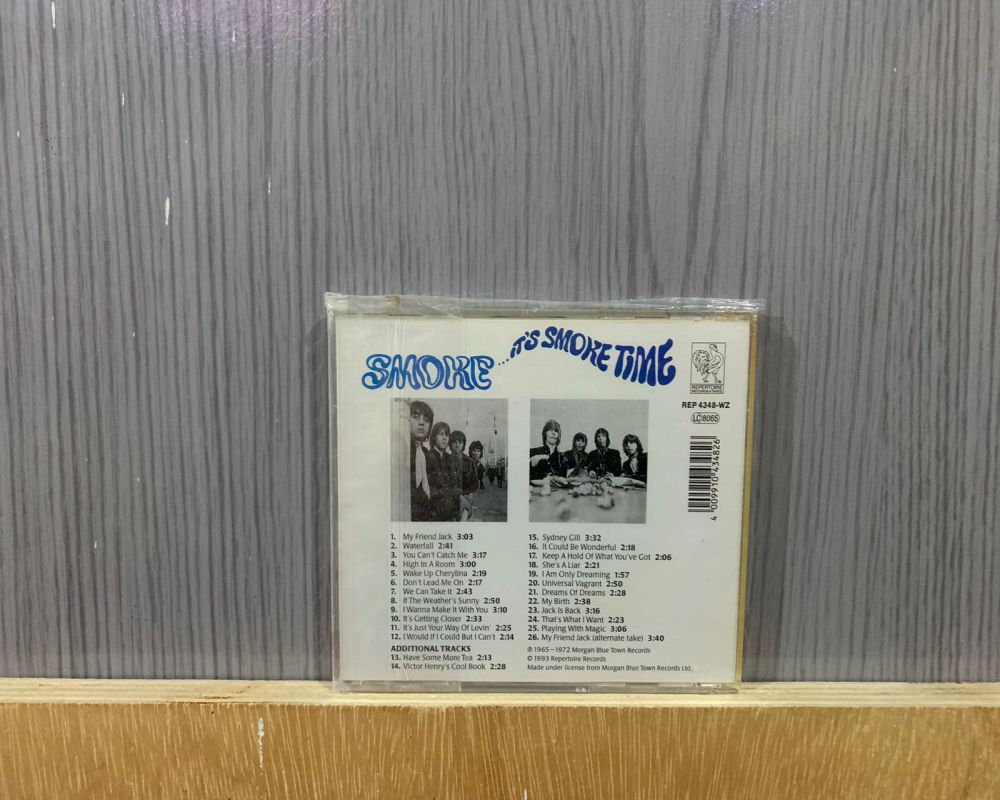 SMOKE ...IT'S SMOKE TIME
REPERTOIRE
RECORDS & TAPES
REP 4348-WZ
LC 8065
4 009910 434826
1. My Friend Jack 3:03
2. Waterfall 2:41
3. You Can't Catch Me 3:17
4. High In A Room 3:00
5. Wake Up Cherylina 2:19
6. Don't Lead Me On 2:17
7. We Can Take It 2:43
8. If The Weather's Sunny 2:50
9. I Wanna Make It With You 3:10
10. It's Getting Closer 2:33
11. It's Just Your Way Of Lovin' 2:25
12. I Would If I Could But I Can't 2:14
ADDITIONAL TRACKS
13. Have Some More Tea 2:13
14. Victor Henry's Cool Book 2:28
15. Sydney Gill 3:32
16. It Could Be Wonderful 2:18
17. Keep A Hold Of What You've Got 2:06
18. She's A Liar 2:21
19. I Am Only Dreaming 1:57
20. Universal Vagrant 2:50
21. Dreams Of Dreams 2:28
22. My Birth 2:38
23. Jack Is Back 3:16
24. That's What I Want 2:23
25. Playing With Magic 3:06
26. My Friend Jack (alternate take) 3:40
℗ 1965–1972 Morgan Blue Town Records
© 1993 Repertoire Records
Made under license from Morgan Blue Town Records Ltd.